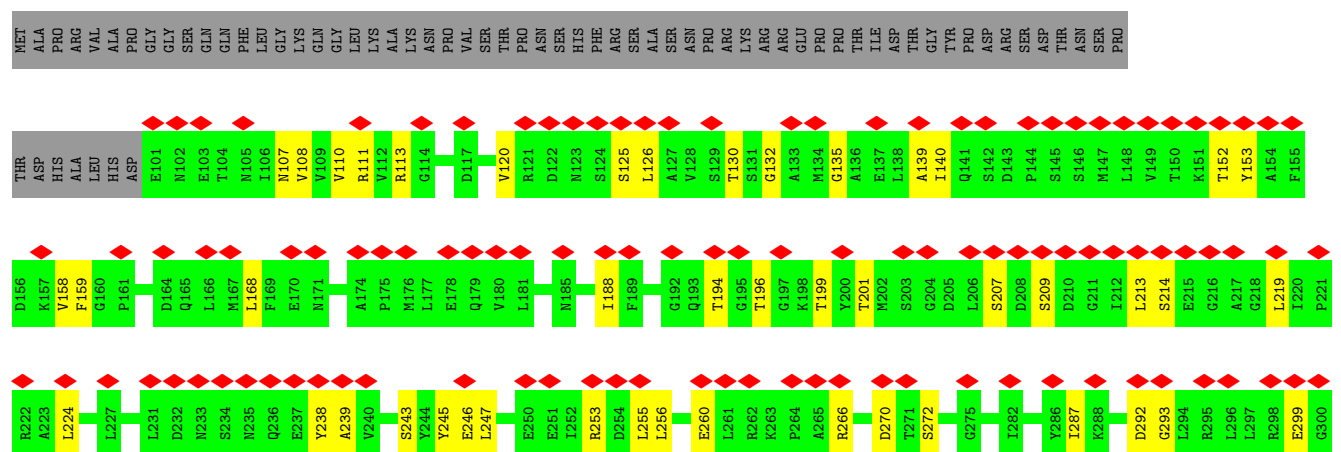 MET ALA PRO ARG VAL ALA PRO GLY GLY SER GLN GLN PHE LEU GLY LYS GLN GLY LEU LYS ALA LYS ASN PRO VAL SER THR PRO ASN SER HIS PHE ARG SER ALA SER ASN PRO ARG LYS ARG ARG GLU PRO PRO THR ILE ASP THR GLY TYR PRO ASP ARG SER ASP THR ASN SER PRO
THR ASP HIS ALA LEU HIS ASP E101 N102 E103 T104 N105 I106 N107 V108 V109 V110 R111 V112 R113 G114 D117 V120 R121 D122 N123 S124 S125 L126 A127 V128 S129 T130 S131 G132 A133 M134 G135 A136 E137 L138 A139 I140 Q141 S142 D143 P144 S145 S146 M147 L148 V149 T150 K151 T152 Y153 A154 F155
D156 K157 V158 F159 G160 P161 D164 Q165 L166 M167 L168 F169 E170 N171 A174 P175 M176 L177 E178 Q179 V180 L181 N185 I188 F189 G192 Q193 T194 G195 T196 G197 K198 T199 Y200 T201 M202 S203 G204 D205 L206 S207 D208 S209 D210 G211 I212 L213 S214 E215 G216 A217 G218 L219 I220 P221
R222 A223 L224 L227 L231 D232 N233 S234 N235 Q236 E237 Y238 A239 V240 S243 Y244 Y245 E246 L247 E250 E251 I252 R253 D254 L255 L256 E260 L261 R262 K263 P264 A265 R266 D270 T271 S272 G275 I282 Y286 I287 K288 D292 G293 L294 R295 L296 L297 R298 E299 G300